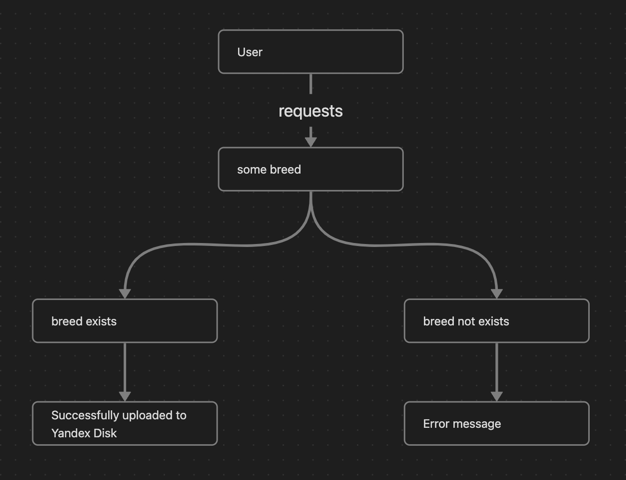 User
requests
some breed
breed exists
breed not exists
Successfully uploaded to
Yandex Disk
Error message